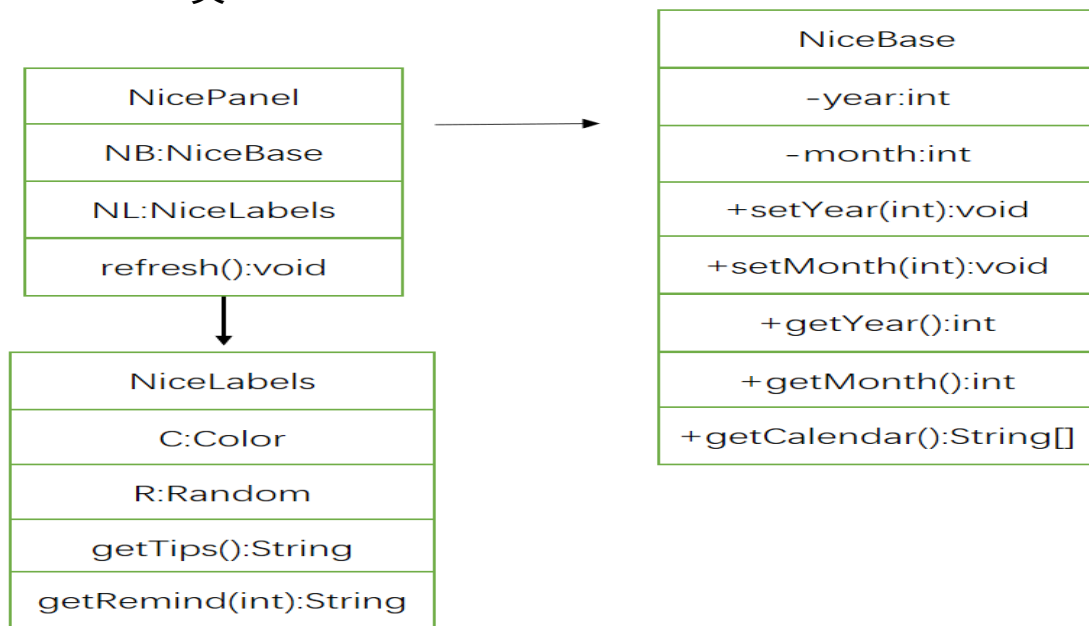 NicePanel
NB:NiceBase
NL:NiceLabels
refresh():void
NiceLabels
C:Color
R:Random
getTips():String
getRemind(int):String
NiceBase
-year:int
-month:int
+setYear(int):void
+setMonth(int):void
+getYear():int
+getMonth():int
+getCalendar():String[]